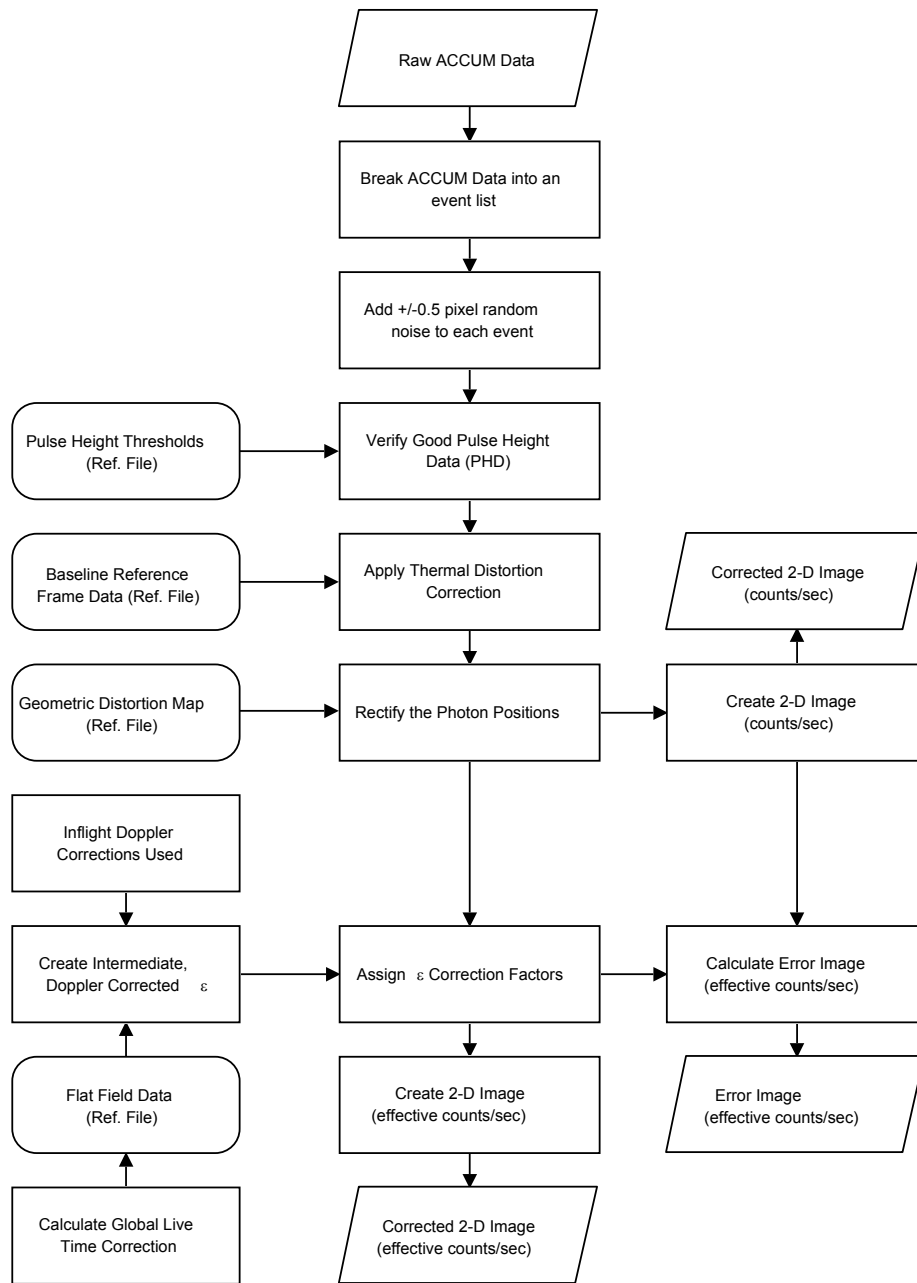 Raw ACCUM Data
Break ACCUM Data into an
event list
Add +/-0.5 pixel random
noise to each event
Pulse Height Thresholds
(Ref. File)
Verify Good Pulse Height
Data (PHD)
Baseline Reference
Frame Data (Ref. File)
Apply Thermal Distortion
Correction
Corrected 2-D Image
(counts/sec)
Geometric Distortion Map
(Ref. File)
Rectify the Photon Positions
Create 2-D Image
(counts/sec)
Inflight Doppler
Corrections Used
Create Intermediate,
Doppler Corrected ε
Assign ε Correction Factors
Calculate Error Image
(effective counts/sec)
Flat Field Data
(Ref. File)
Create 2-D Image
(effective counts/sec)
Error Image
(effective counts/sec)
Calculate Global Live
Time Correction
Corrected 2-D Image
(effective counts/sec)